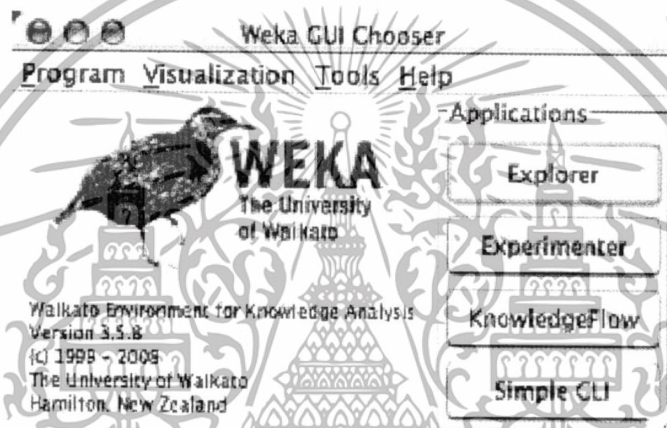 Weka GUI Chooser
Program Visualization Tools Help
Applications
WEKA
The University
of Waikato
Explorer
Experimenter
KnowledgeFlow
Simple CLI
Waikato Environment for Knowledge Analysis
Version 3.5.8
(c) 1999 - 2008
The University of Waikato
Hamilton, New Zealand